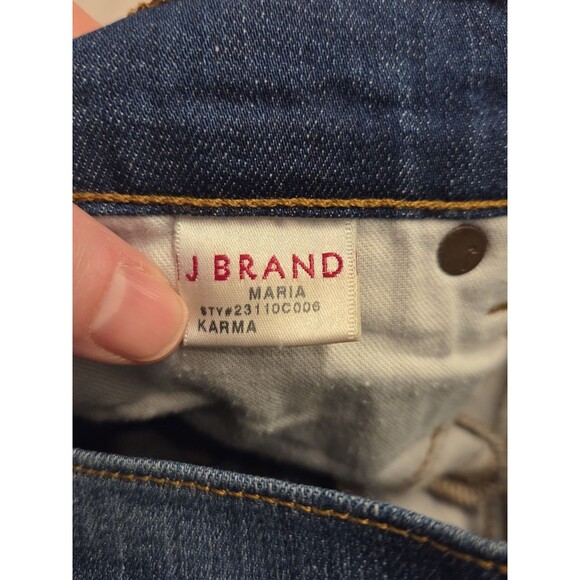 J BRAND
MARIA
STY#23110C006
KARMA